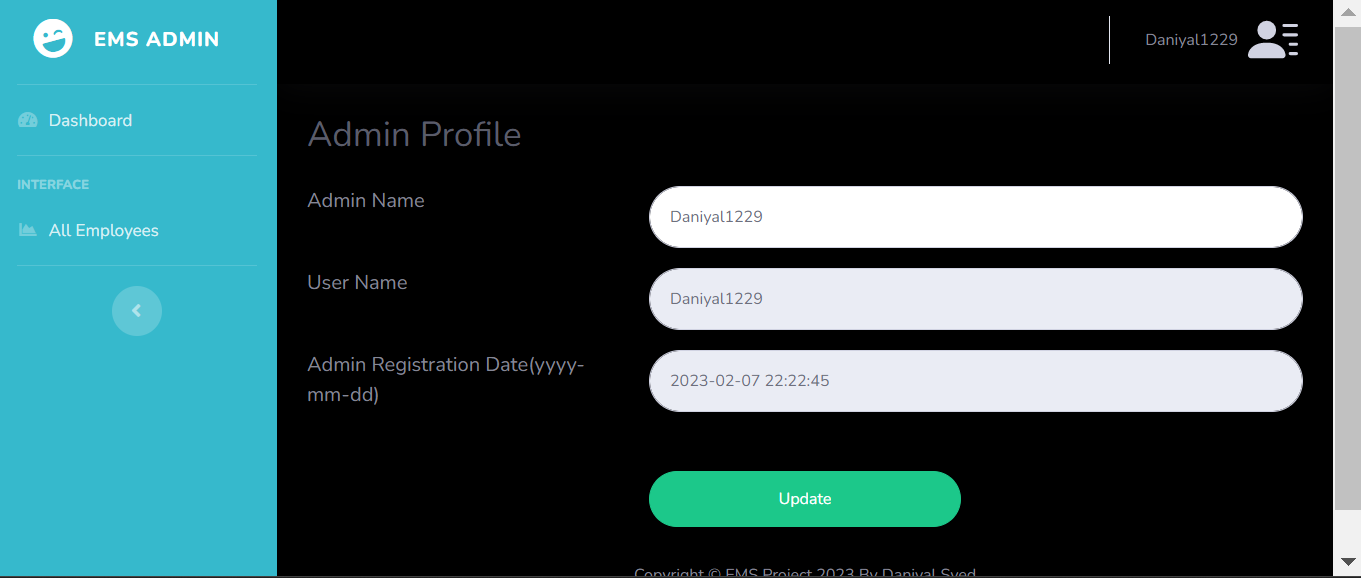 EMS ADMIN
Daniyal1229
Dashboard
INTERFACE
All Employees
Admin Profile
Admin Name
Daniyal1229
User Name
Daniyal1229
Admin Registration Date(yyyy-
mm-dd)
2023-02-07 22:22:45
Update
Copyright © EMS Project 2023 By Daniyal Syed